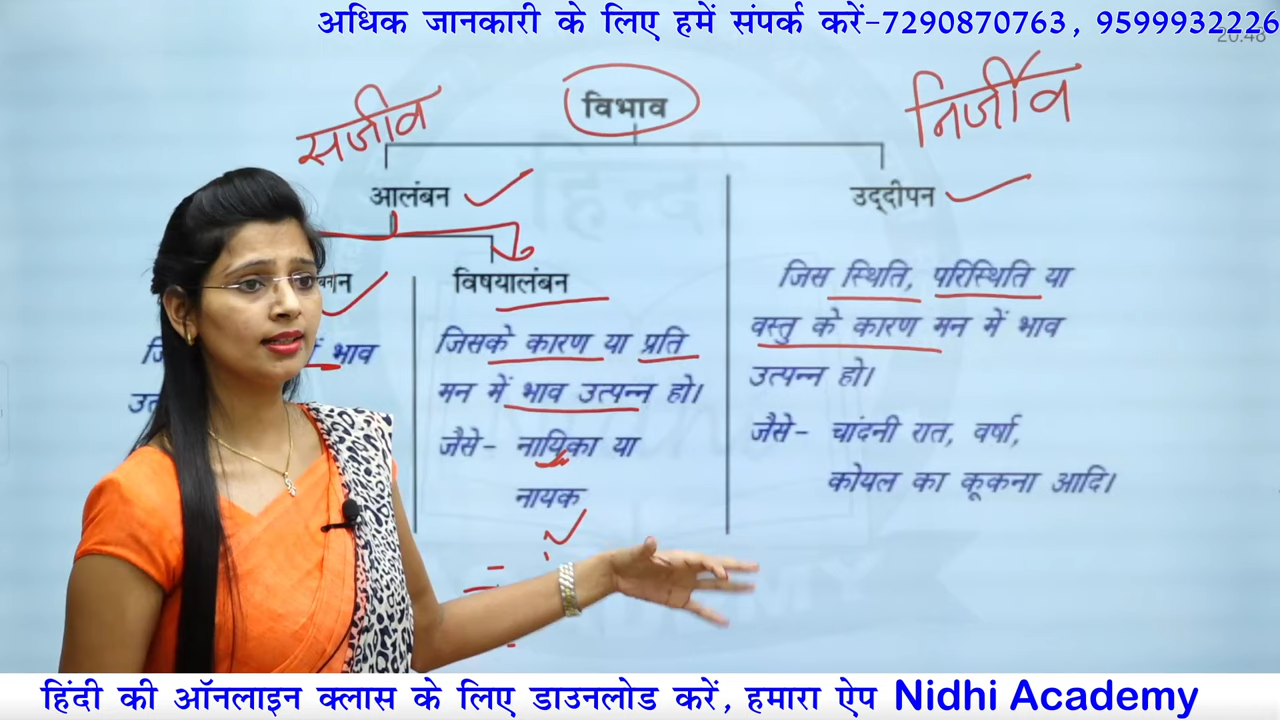 अधिक जानकारी के लिए हमें संपर्क करें-7290870763, 9599932226
20:48
सजीव
विभाव
निर्जीव
आलंबन
उद्दीपन
विषयालंबन
जिसके कारण या प्रति
मन में भाव उत्पन्न हो।
जैसे- नायिका या
नायक
भाव
जिस स्थिति, परिस्थिति या
वस्तु के कारण मन में भाव
उत्पन्न हो।
जैसे- चांदनी रात, वर्षा,
कोयल का कूकना आदि।
हिन्दी
हिंदी की ऑनलाइन क्लास के लिए डाउनलोड करें, हमारा ऐप Nidhi Academy